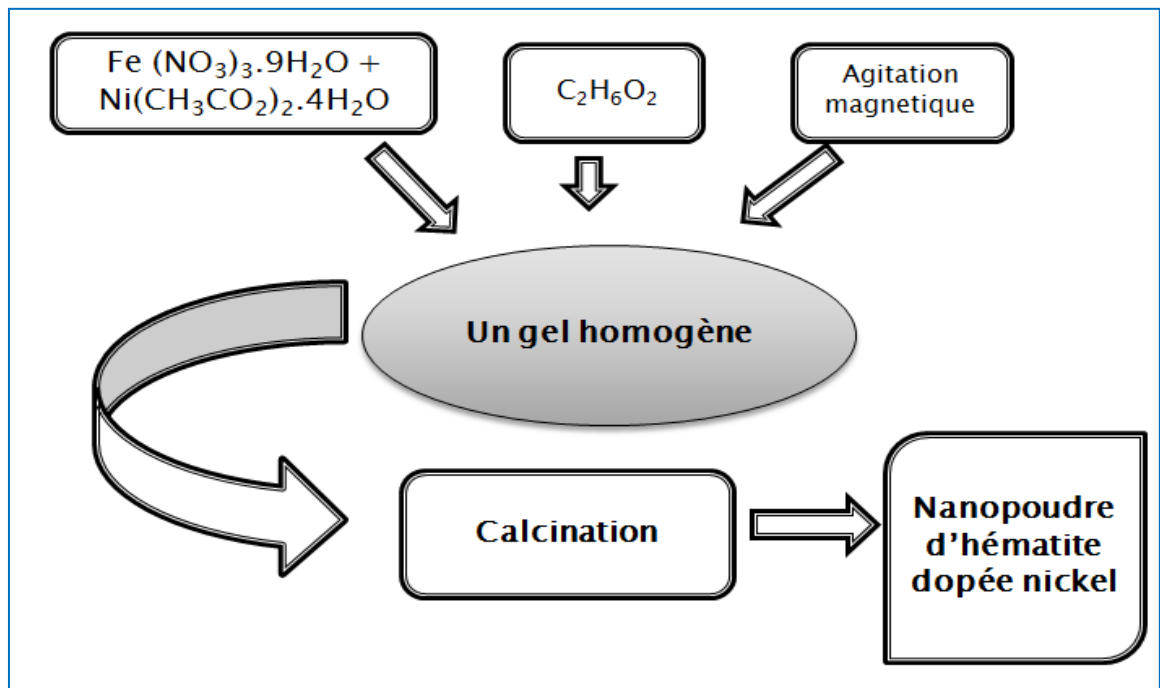 Fe (NO₃)₃.9H₂O +
Ni(CH₃CO₂)₂.4H₂O
C₂H₆O₂
Agitation
magnetique
Un gel homogène
Calcination
Nanopoudre
d’hématite
dopée nickel